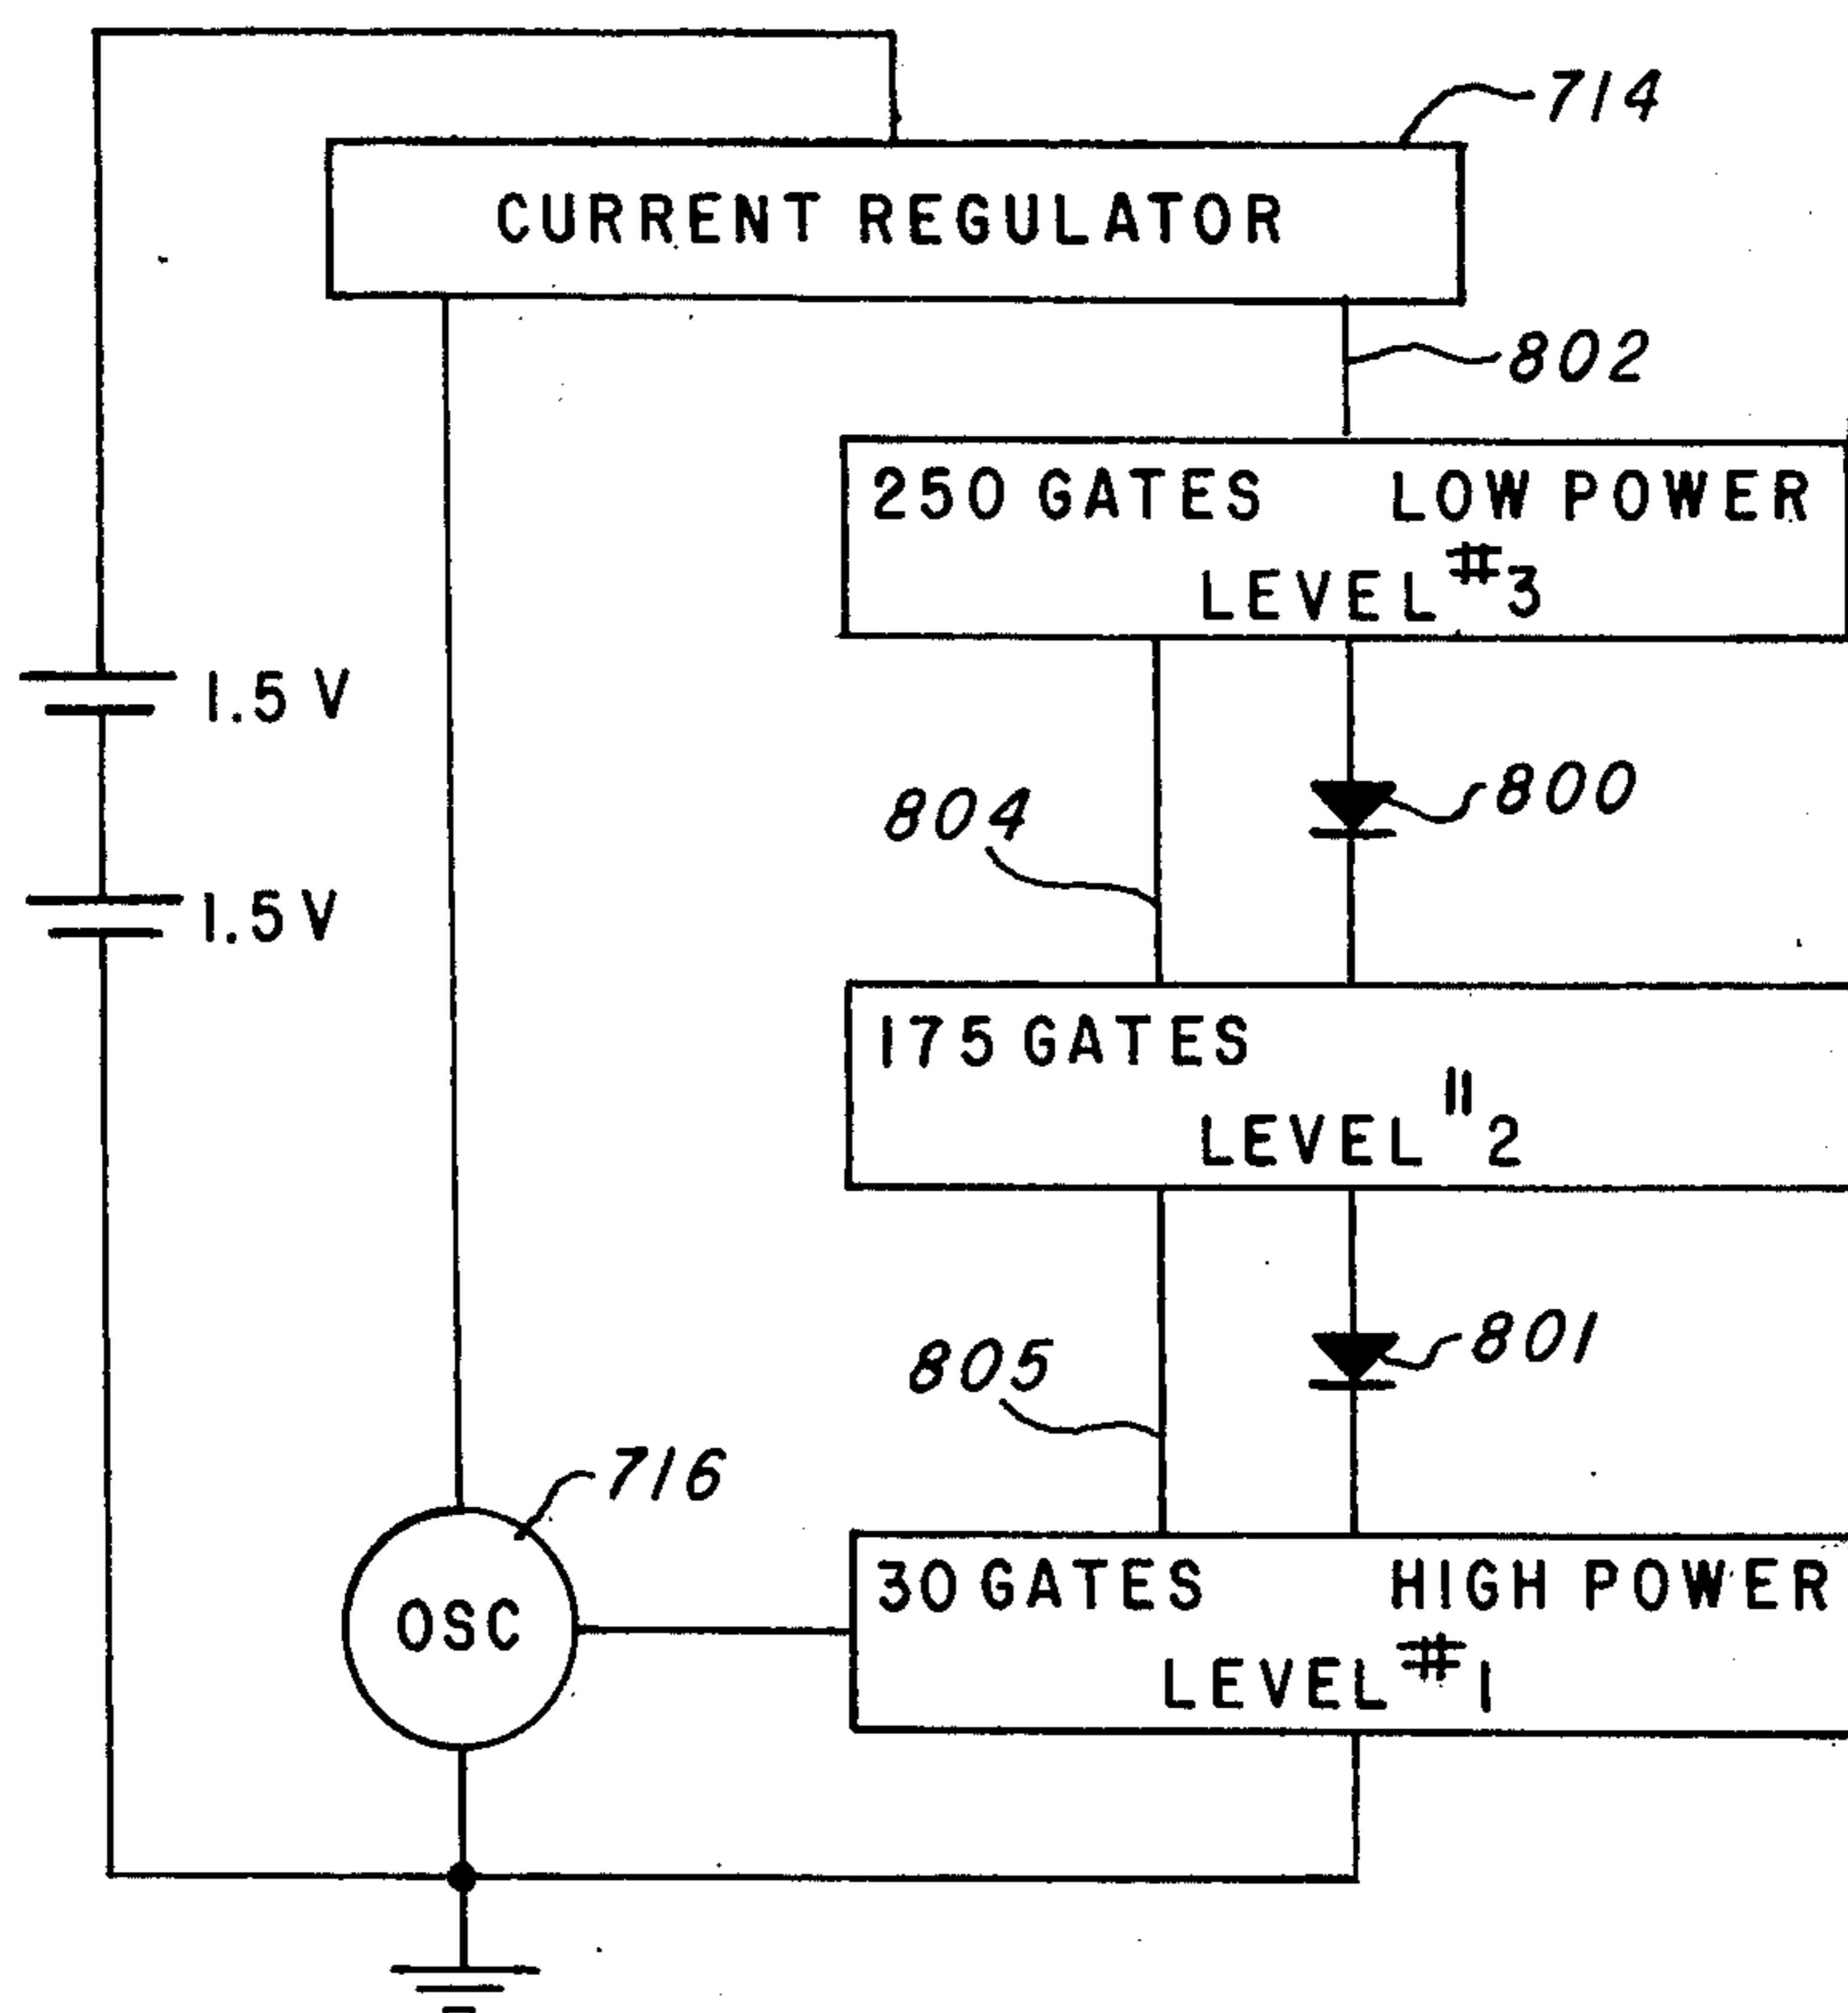 714
CURRENT REGULATOR
802
250 GATES LOW POWER
LEVEL #3
1.5 V
804
800
1.5 V
175 GATES
LEVEL "2
805
801
716
OSC
30 GATES HIGH POWER
LEVEL #1